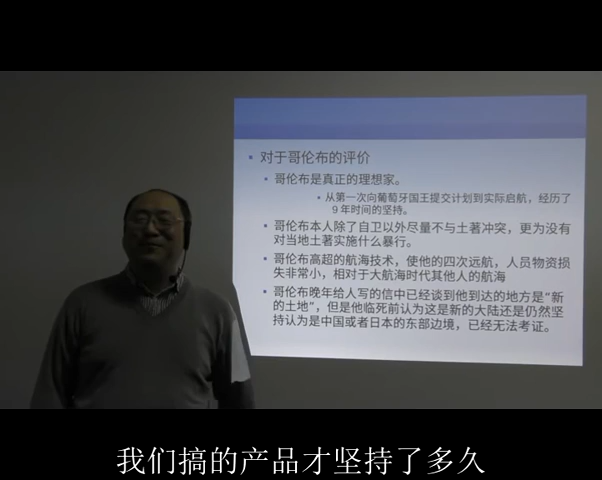 对于哥伦布的评价
哥伦布是真正的理想家。
从第一次向葡萄牙国王提交计划到实际启航，经历了
9年时间的坚持。
哥伦布本人除了自卫以外尽量不与土著冲突，更为没有
对当地土著实施什么暴行。
哥伦布高超的航海技术，使他的四次远航，人员物资损
失非常小，相对于大航海时代其他人的航海
哥伦布晚年给人写的信中已经谈到他到达的地方是“新
的土地”，但是他临死前认为这是新的大陆还是仍然坚
持认为是中国或者日本的东部边境，已经无法考证。
我们搞的产品才坚持了多久